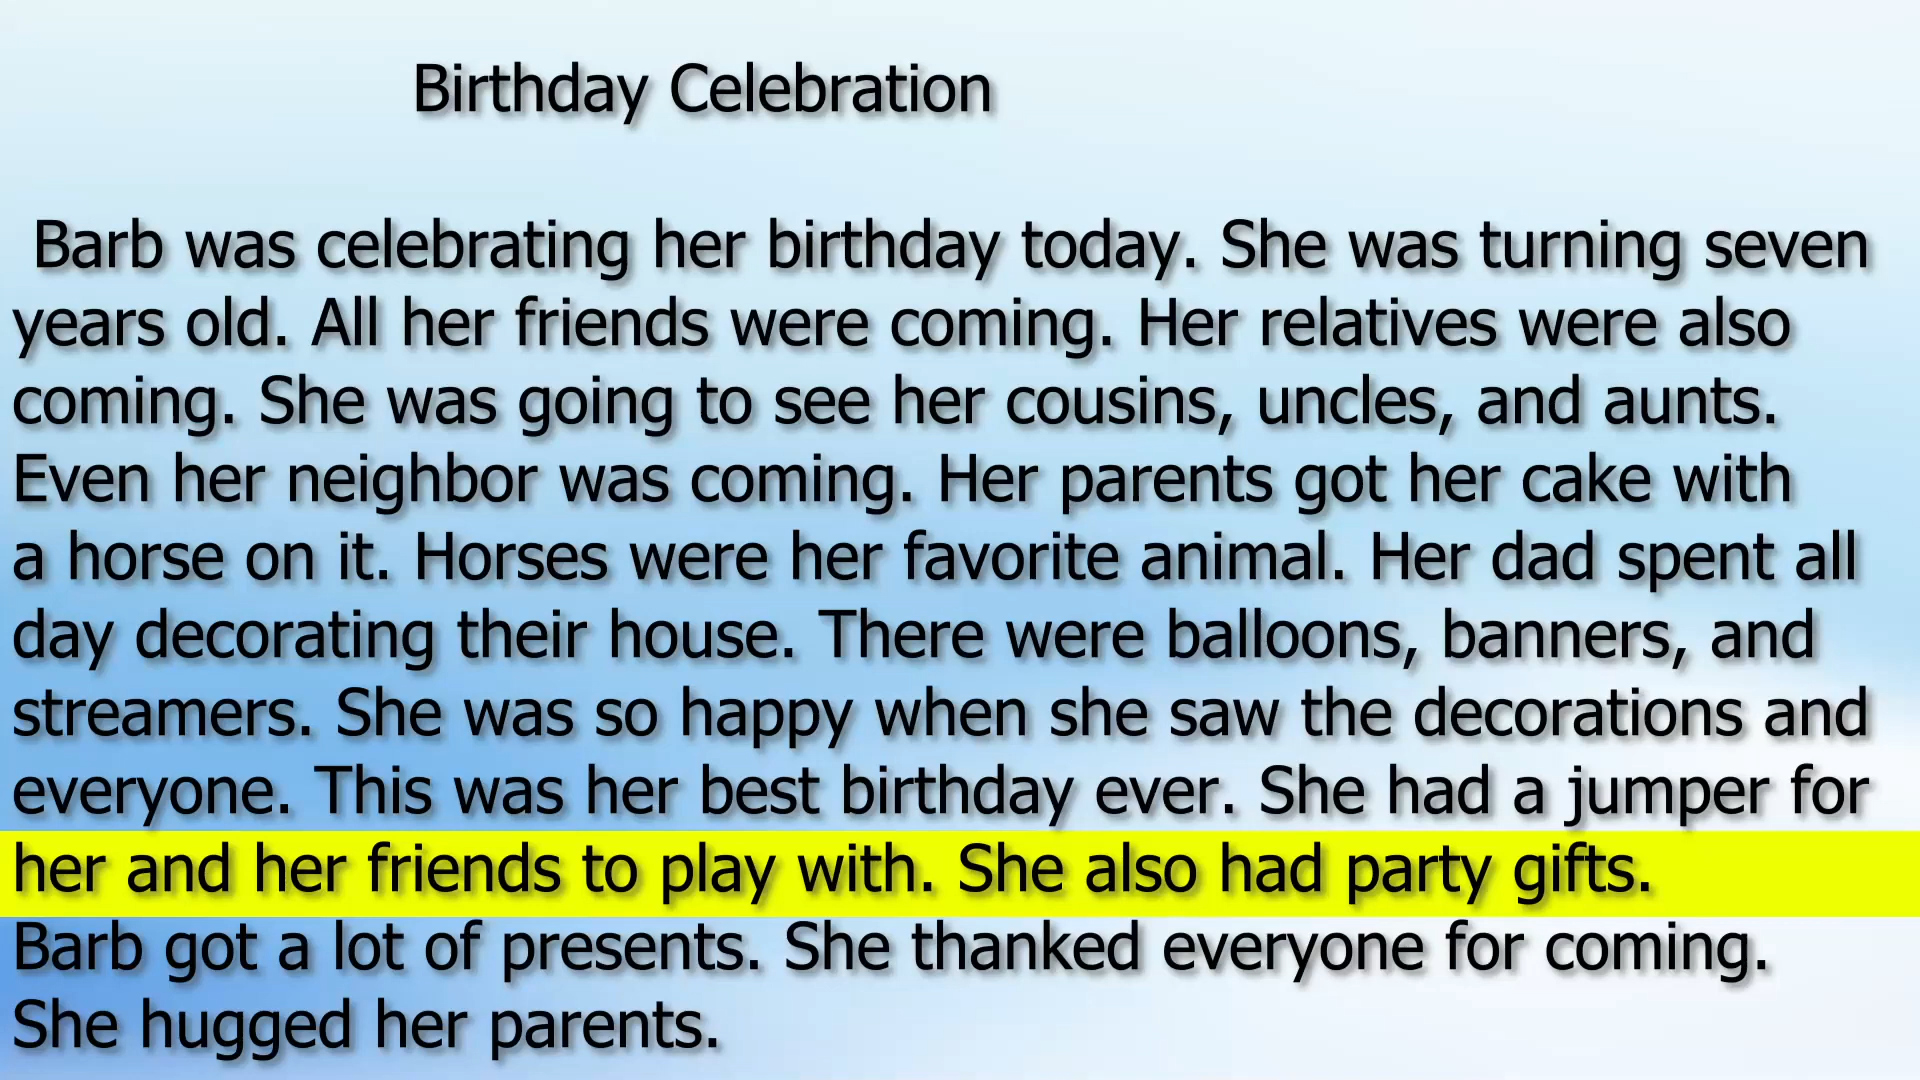 Birthday Celebration
Barb was celebrating her birthday today. She was turning seven
years old. All her friends were coming. Her relatives were also
coming. She was going to see her cousins, uncles, and aunts.
Even her neighbor was coming. Her parents got her cake with
a horse on it. Horses were her favorite animal. Her dad spent all
day decorating their house. There were balloons, banners, and
streamers. She was so happy when she saw the decorations and
everyone. This was her best birthday ever. She had a jumper for
her and her friends to play with. She also had party gifts.
Barb got a lot of presents. She thanked everyone for coming.
She hugged her parents.